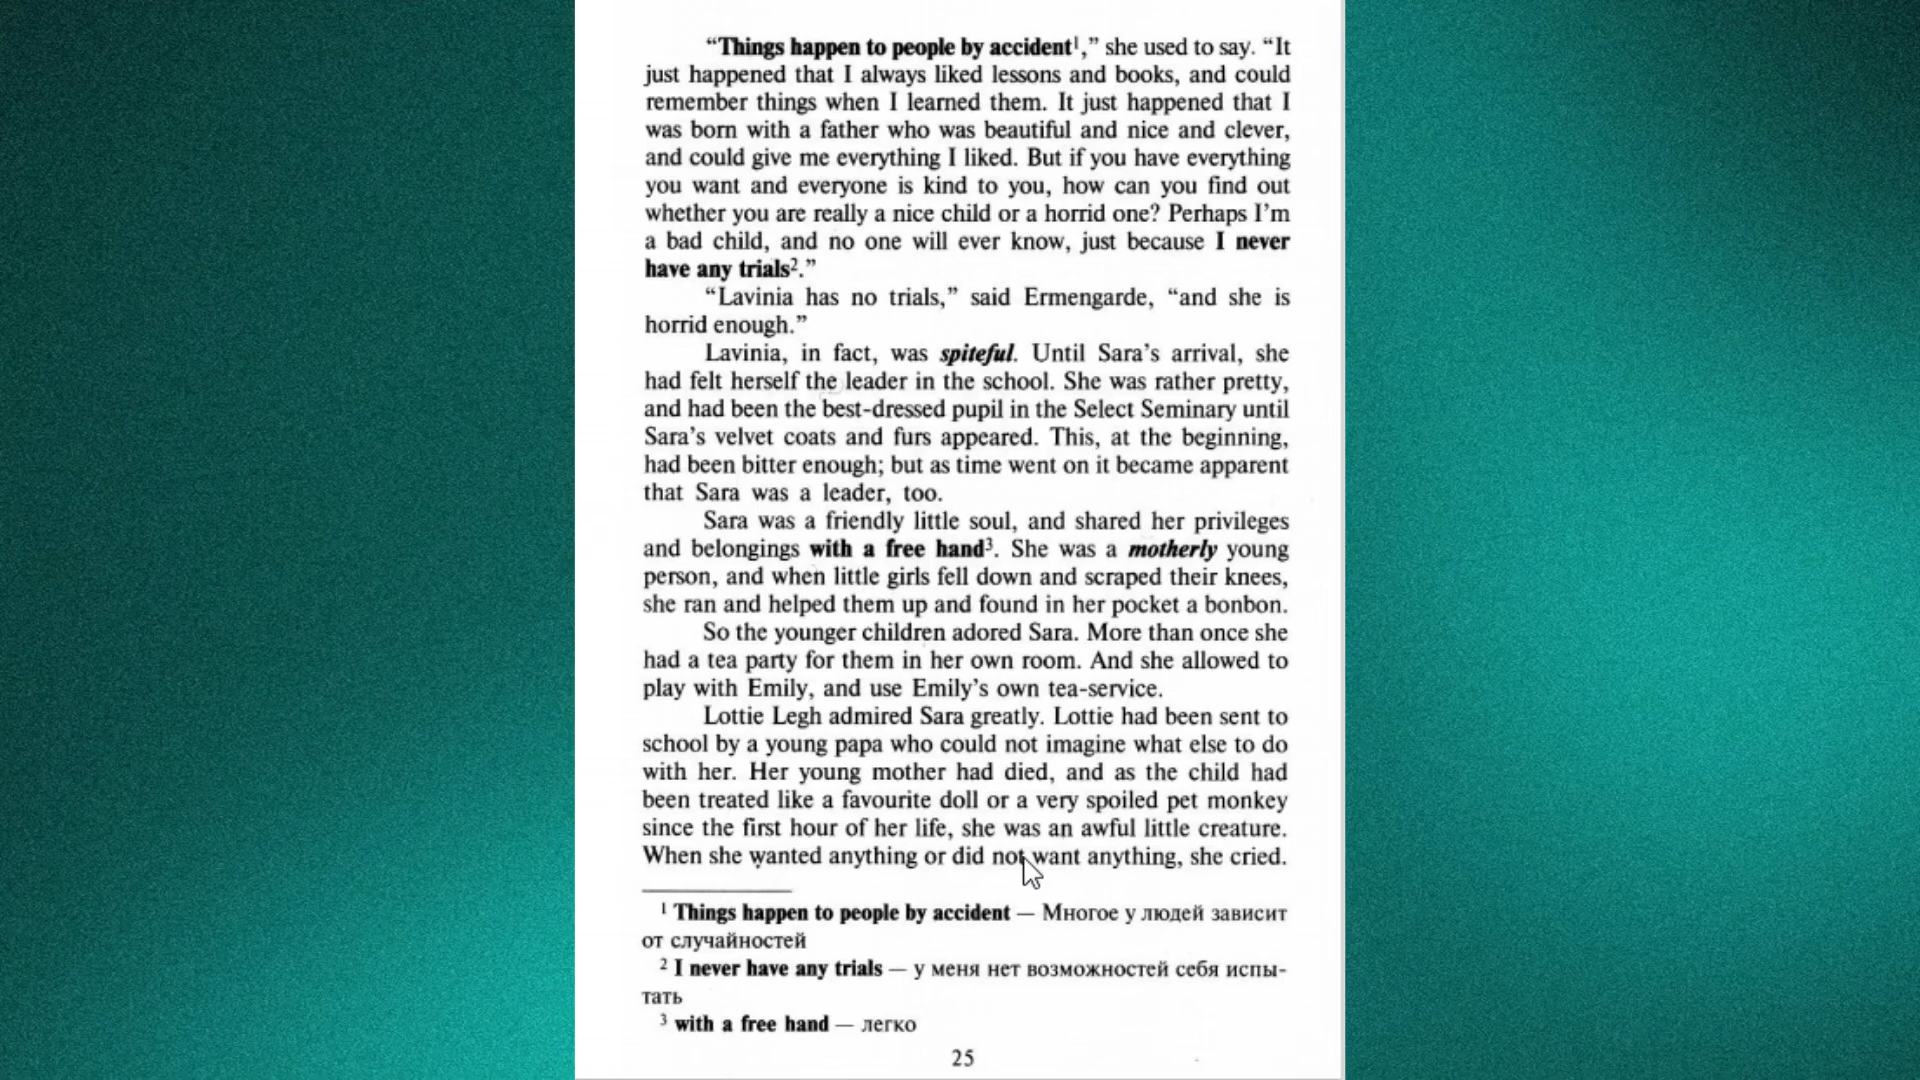 “Things happen to people by accident¹,” she used to say. “It
just happened that I always liked lessons and books, and could
remember things when I learned them. It just happened that I
was born with a father who was beautiful and nice and clever,
and could give me everything I liked. But if you have everything
you want and everyone is kind to you, how can you find out
whether you are really a nice child or a horrid one? Perhaps I’m
a bad child, and no one will ever know, just because I never
have any trials².”
“Lavinia has no trials,” said Ermengarde, “and she is
horrid enough.”
Lavinia, in fact, was spiteful. Until Sara’s arrival, she
had felt herself the leader in the school. She was rather pretty,
and had been the best-dressed pupil in the Select Seminary until
Sara’s velvet coats and furs appeared. This, at the beginning,
had been bitter enough; but as time went on it became apparent
that Sara was a leader, too.
Sara was a friendly little soul, and shared her privileges
and belongings with a free hand³. She was a motherly young
person, and when little girls fell down and scraped their knees,
she ran and helped them up and found in her pocket a bonbon.
So the younger children adored Sara. More than once she
had a tea party for them in her own room. And she allowed to
play with Emily, and use Emily’s own tea-service.
Lottie Legh admired Sara greatly. Lottie had been sent to
school by a young papa who could not imagine what else to do
with her. Her young mother had died, and as the child had
been treated like a favourite doll or a very spoiled pet monkey
since the first hour of her life, she was an awful little creature.
When she wanted anything or did not want anything, she cried.
¹ Things happen to people by accident — Многое у людей зависит
от случайностей
² I never have any trials — у меня нет возможностей себя испы-
тать
³ with a free hand — легко
25